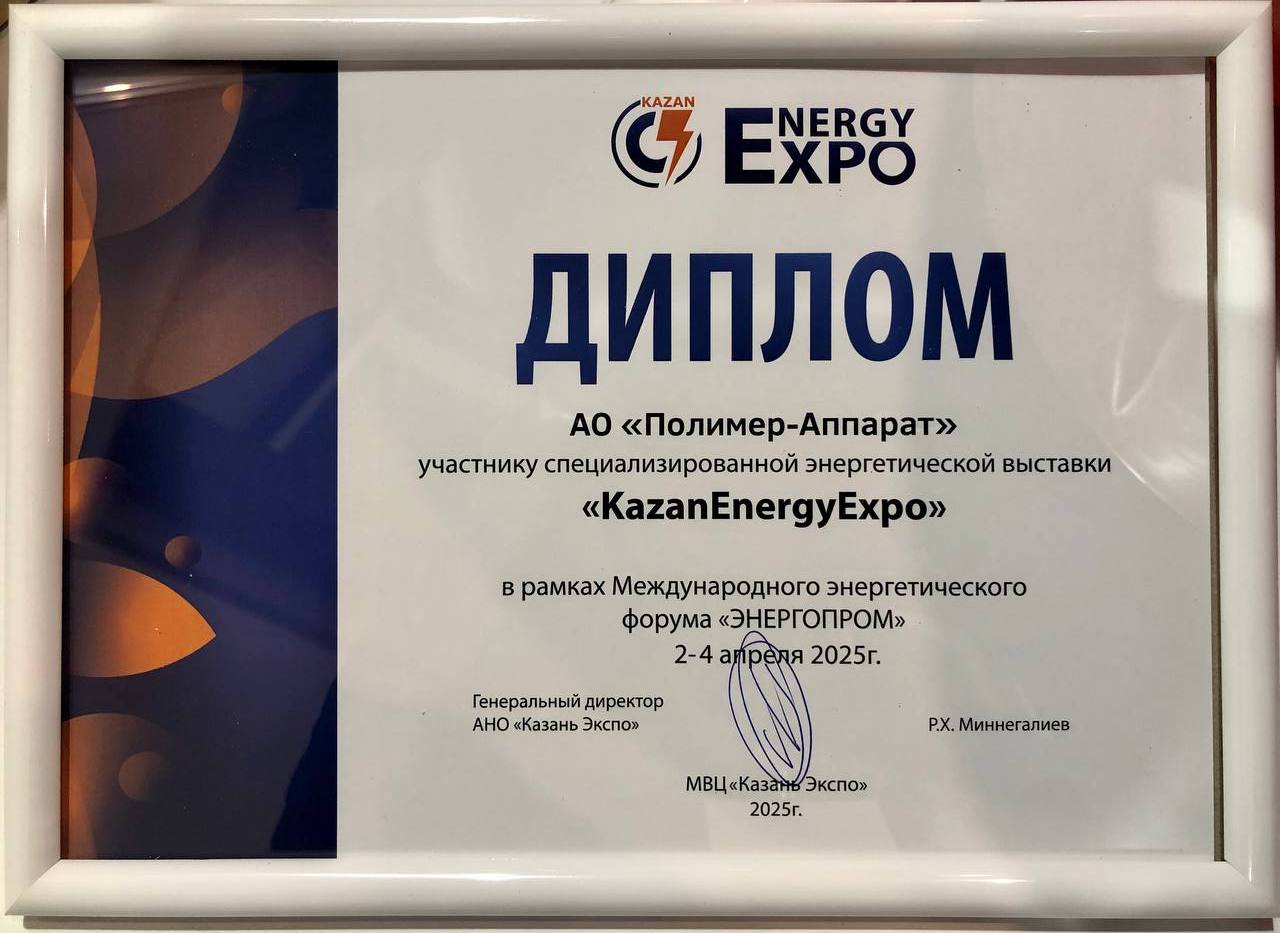 KAZAN
ENERGY
EXPO
ДИПЛОМ
АО «Полимер-Аппарат»
участнику специализированной энергетической выставки
«KazanEnergyExpo»
в рамках Международного энергетического
форума «ЭНЕРГОПРОМ»
2-4 апреля 2025г.
Генеральный директор
АНО «Казань Экспо»
Р.Х. Миннегалиев
МВЦ «Казань Экспо»
2025г.